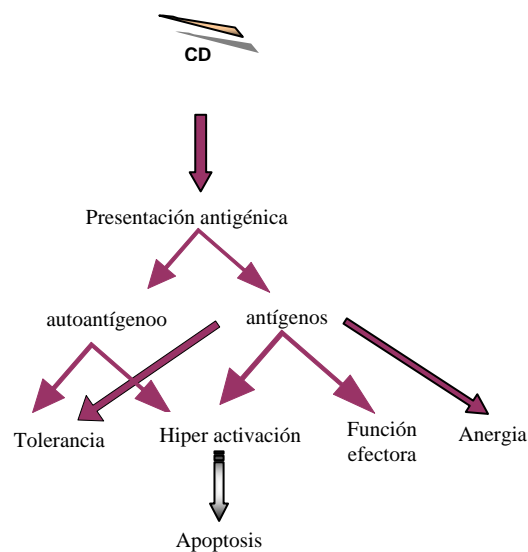 CD
Presentación antigénica
autoantígenoo
antígenos
Tolerancia
Hiper activación
Función
efectora
Anergia
Apoptosis